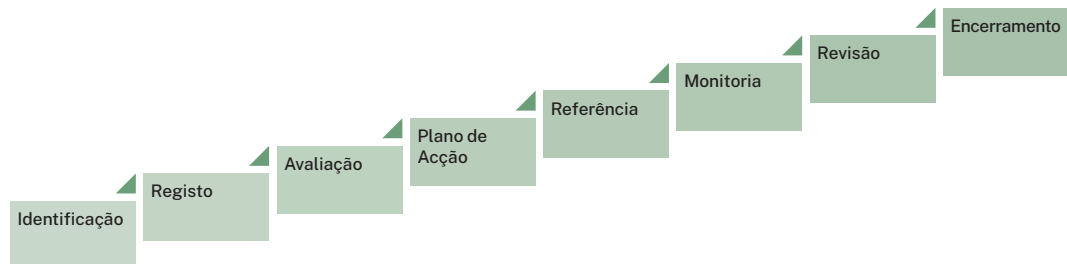 Identificação
Registo
Avaliação
Plano de
Acção
Referência
Monitoria
Revisão
Encerramento